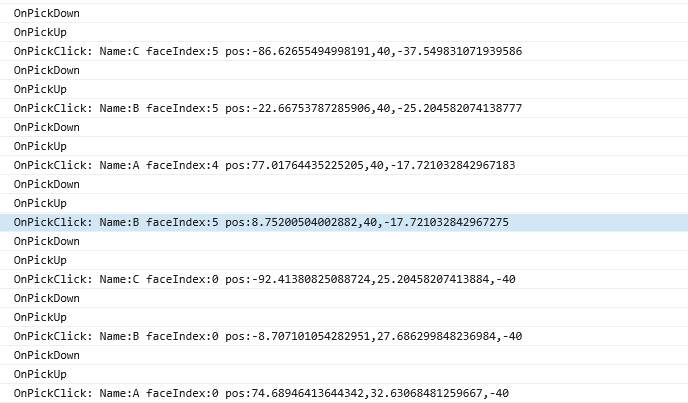 OnPickDown
OnPickUp
OnPickClick: Name:C faceIndex:5 pos:-86.62655494998191,40,-37.549831071939586
OnPickDown
OnPickUp
OnPickClick: Name:B faceIndex:5 pos:-22.66753787285906,40,-25.204582074138777
OnPickDown
OnPickUp
OnPickClick: Name:A faceIndex:4 pos:77.01764435225205,40,-17.721032842967183
OnPickDown
OnPickUp
OnPickClick: Name:B faceIndex:5 pos:8.75200504002882,40,-17.721032842967275
OnPickDown
OnPickUp
OnPickClick: Name:C faceIndex:0 pos:-92.41380825088724,25.20458207413884,-40
OnPickDown
OnPickUp
OnPickClick: Name:B faceIndex:0 pos:-8.707101054282951,27.686299848236984,-40
OnPickDown
OnPickUp
OnPickClick: Name:A faceIndex:0 pos:74.68946413644342,32.63068481259667,-40